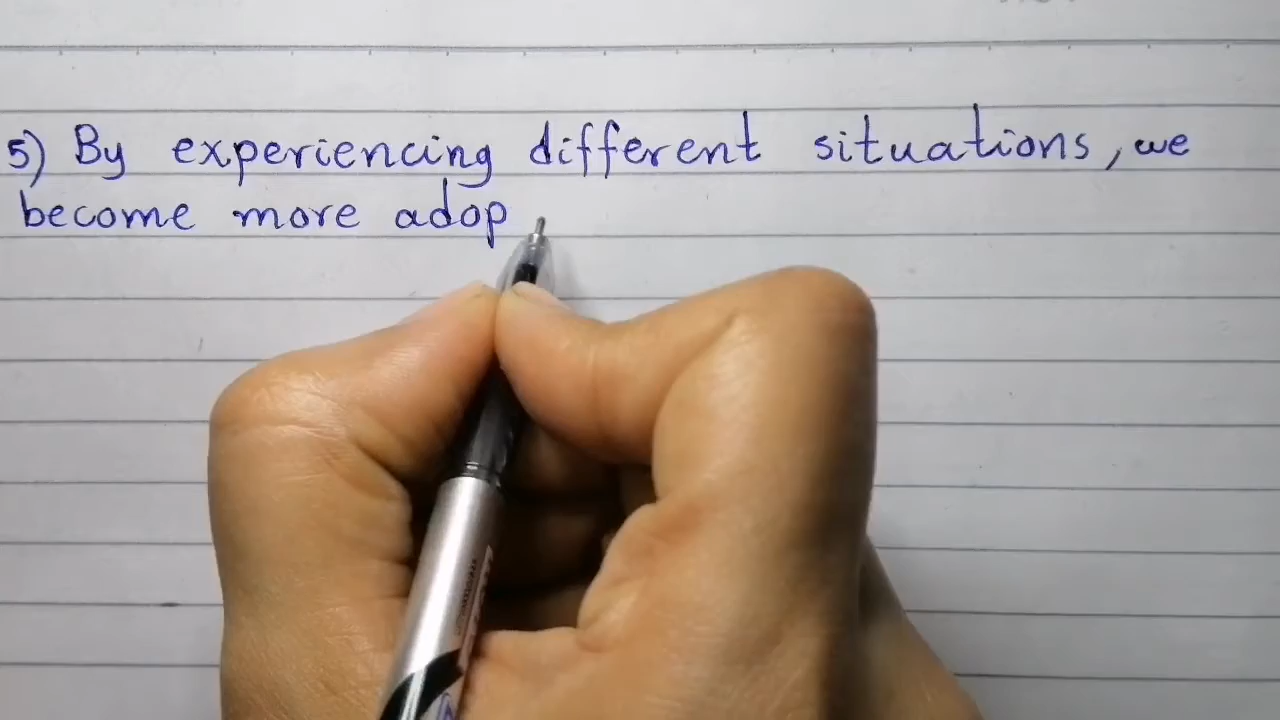 5) By experiencing different situations, we
become more adop